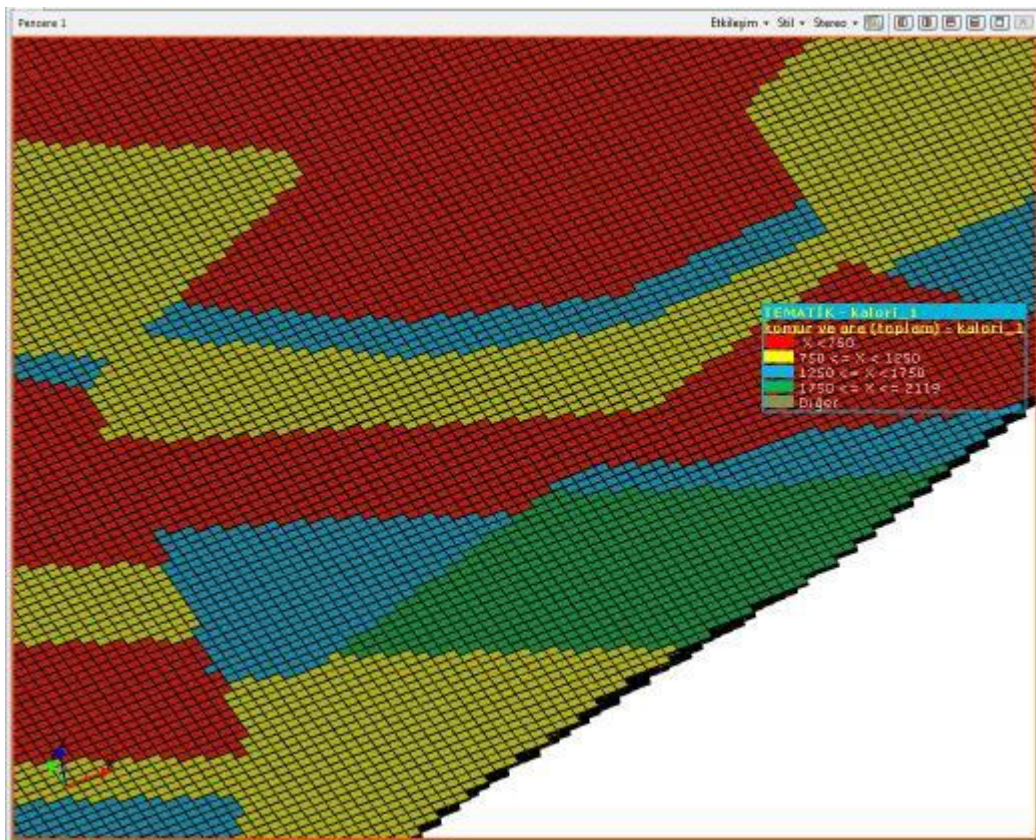 Pencere 1
Etkileşim Stil Stereo
TEMATİK - kalori_1
komur ve ara (toplam) - kalori_1
X <750
750 <= X < 1250
1250 <= X <1750
1750 <= X <= 2119
Diğer